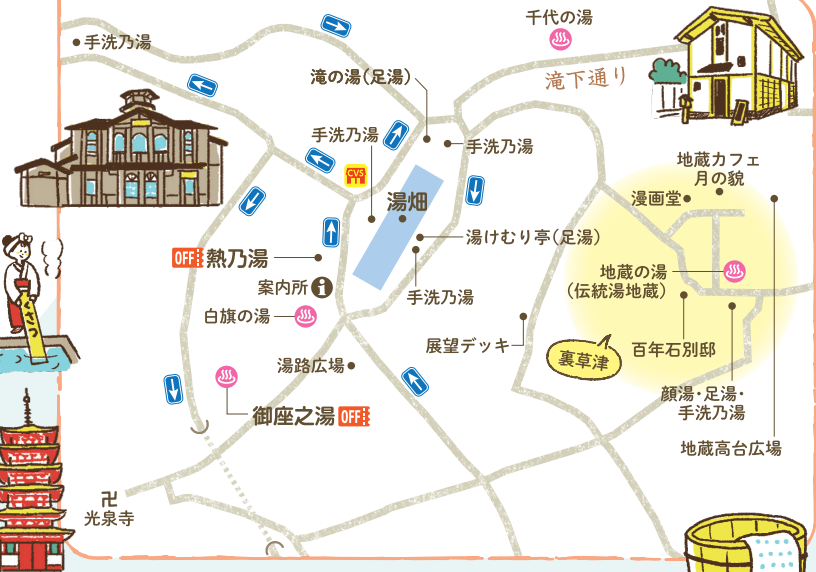 千代の湯
手洗乃湯
滝の湯(足湯)
滝下通り
手洗乃湯
手洗乃湯
地蔵カフェ
月の貌
CVS
湯畑
漫画堂
湯けむり亭(足湯)
OFF 熱乃湯
地蔵の湯
(伝統湯地蔵)
案内所 i
手洗乃湯
くさつ
白旗の湯
展望デッキ
百年石別邸
裏草津
湯路広場
顔湯・足湯・
手洗乃湯
御座之湯 OFF
地蔵高台広場
卍
光泉寺